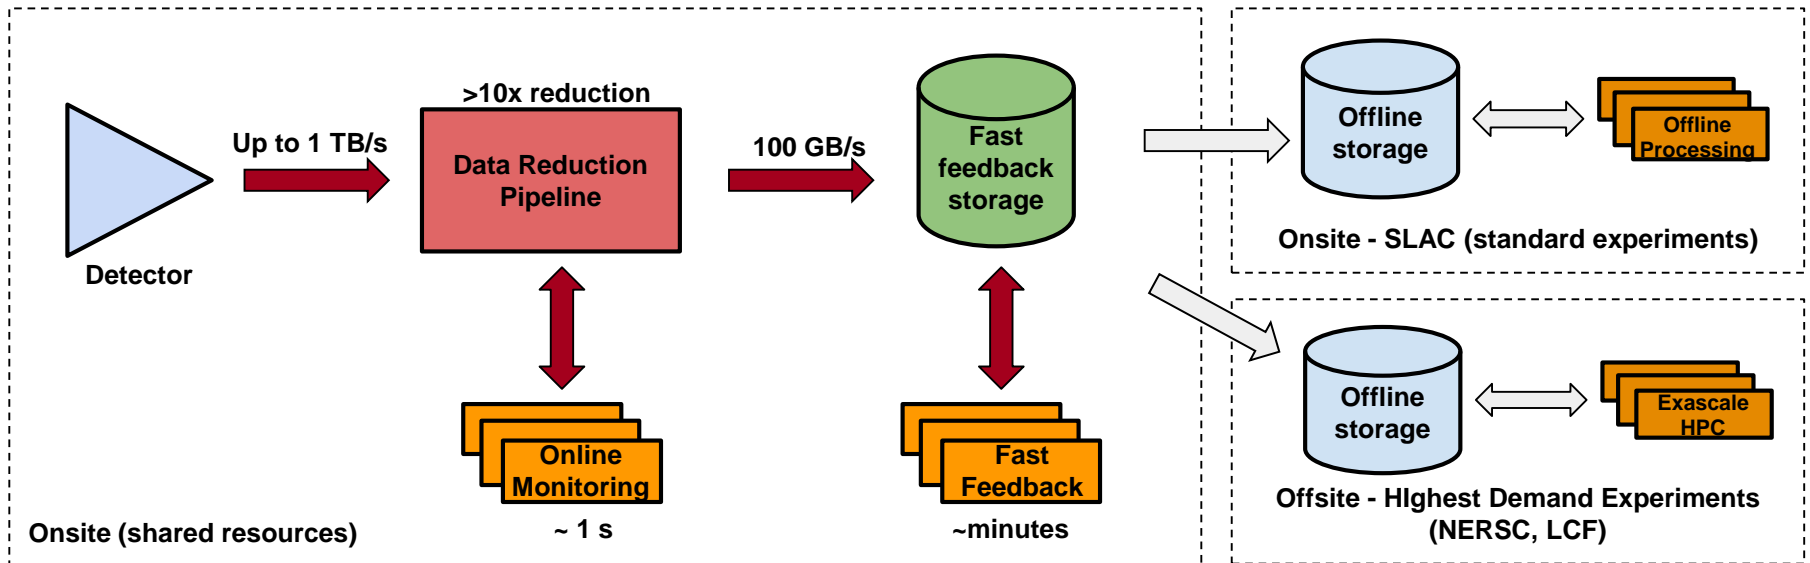 Detector
Up to 1 TB/s
>10x reduction
Data Reduction
Pipeline
100 GB/s
Fast
feedback
storage
Online
Monitoring
~ 1 s
Fast
Feedback
~minutes
Onsite (shared resources)
Offline
storage
Offline
Processing
Onsite - SLAC (standard experiments)
Offline
storage
Exascale
HPC
Offsite - HIghest Demand Experiments
(NERSC, LCF)